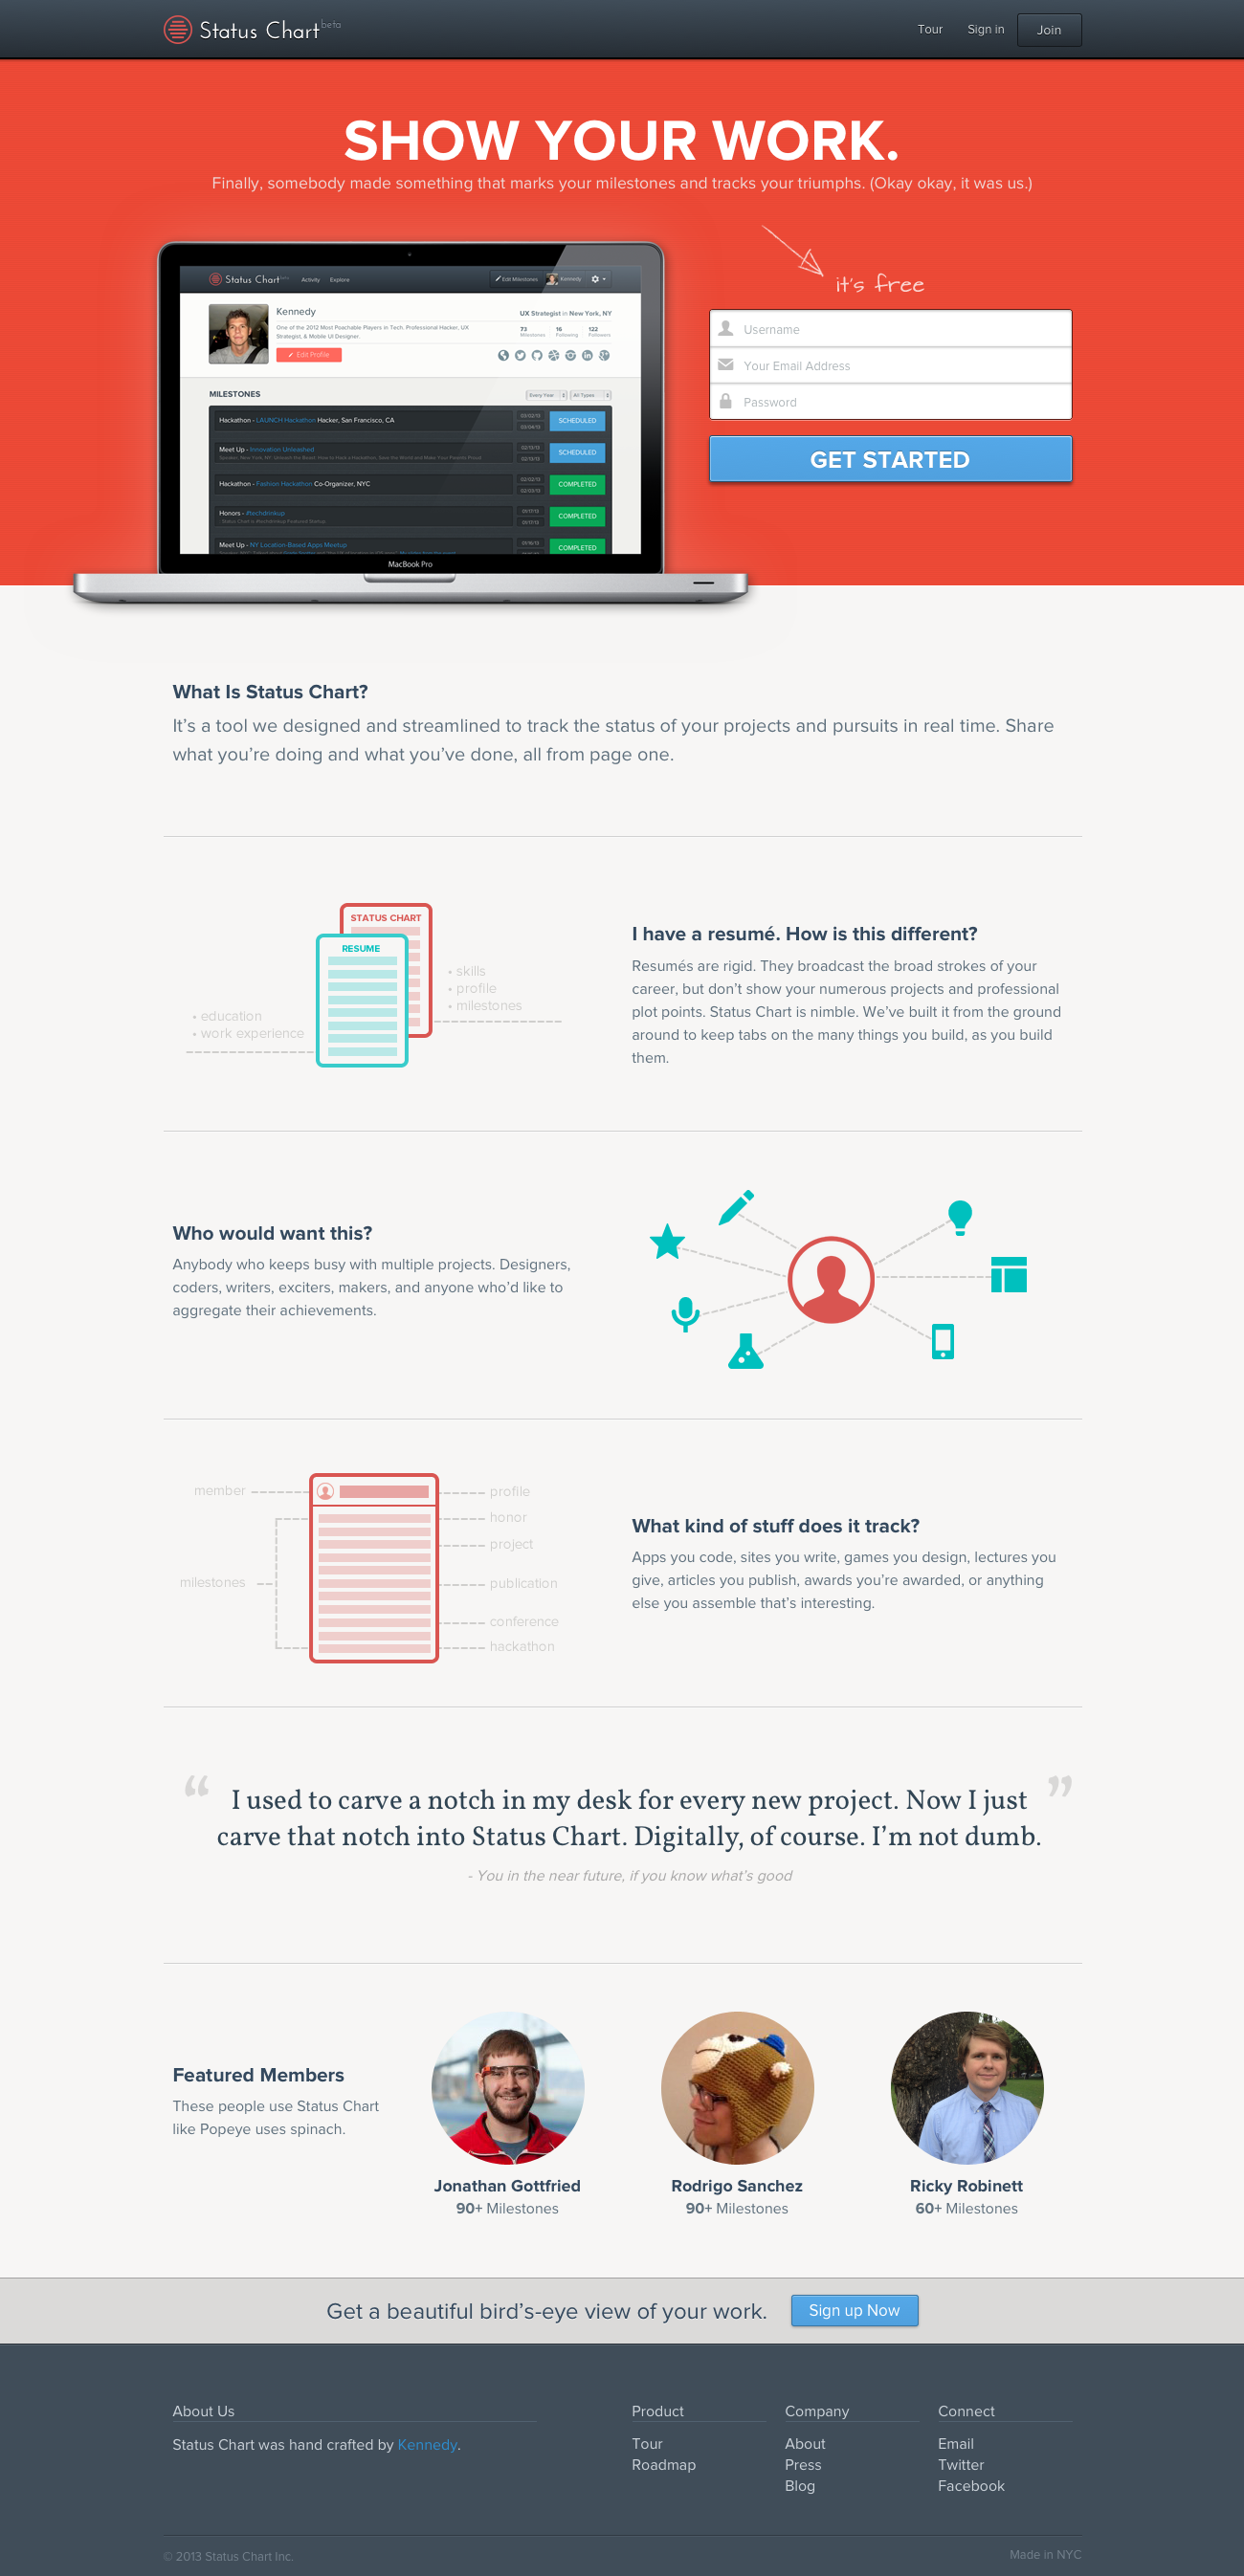 Status Chart beta
Tour Sign in Join
SHOW YOUR WORK.
Finally, somebody made something that marks your milestones and tracks your triumphs. (Okay okay, it was us.)
it's free
Status Chart beta Activity Explore Edit Milestones Kennedy
Kennedy
UX Strategist in New York, NY
One of the 2012 Most Poachable Players in Tech. Professional Hacker, UX
Strategist, & Mobile UI Designer.
73 16 122
Milestones Following Followers
Edit Profile
MILESTONES
Every Year All Types
Hackathon - LAUNCH Hackathon Hacker, San Francisco, CA
SCHEDULED
Meet Up - Innovation Unleashed
SCHEDULED
Hackathon - Fashion Hackathon Co-Organizer, NYC
COMPLETED
Honors - #techdrinkup
COMPLETED
Meet Up - NY Location-Based Apps Meetup
COMPLETED
MacBook Pro
Username
Your Email Address
Password
GET STARTED
What Is Status Chart?
It’s a tool we designed and streamlined to track the status of your projects and pursuits in real time. Share
what you’re doing and what you’ve done, all from page one.
STATUS CHART
RESUME
• skills
• profile
• milestones
• education
• work experience
I have a resumé. How is this different?
Resumés are rigid. They broadcast the broad strokes of your
career, but don’t show your numerous projects and professional
plot points. Status Chart is nimble. We’ve built it from the ground
around to keep tabs on the many things you build, as you build
them.
Who would want this?
Anybody who keeps busy with multiple projects. Designers,
coders, writers, exciters, makers, and anyone who’d like to
aggregate their achievements.
member
milestones
profile
honor
project
publication
conference
hackathon
What kind of stuff does it track?
Apps you code, sites you write, games you design, lectures you
give, articles you publish, awards you’re awarded, or anything
else you assemble that’s interesting.
“ I used to carve a notch in my desk for every new project. Now I just ”
carve that notch into Status Chart. Digitally, of course. I’m not dumb.
- You in the near future, if you know what’s good
Featured Members
These people use Status Chart
like Popeye uses spinach.
Jonathan Gottfried
90+ Milestones
Rodrigo Sanchez
90+ Milestones
Ricky Robinett
60+ Milestones
Get a beautiful bird’s-eye view of your work.
Sign up Now
About Us
Status Chart was hand crafted by Kennedy.
Product
Tour
Roadmap
Company
About
Press
Blog
Connect
Email
Twitter
Facebook
© 2013 Status Chart Inc.
Made in NYC